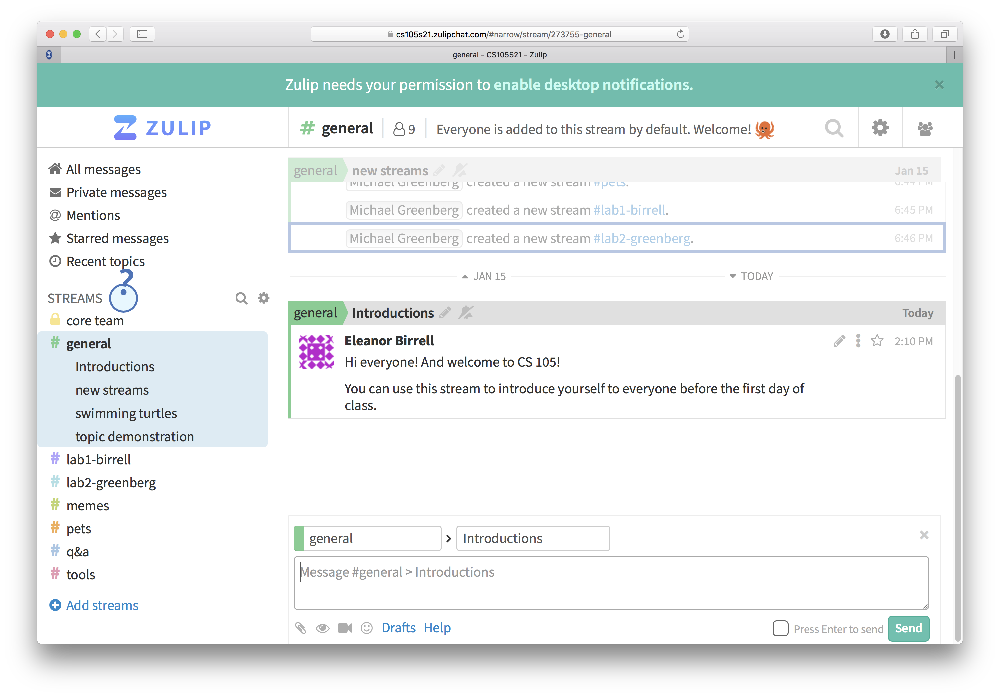 cs105s21.zulipchat.com/#narrow/stream/273755-general
general - CS105S21 - Zulip
Zulip needs your permission to enable desktop notifications.
ZULIP
# general
9
Everyone is added to this stream by default. Welcome!
All messages
Private messages
@ Mentions
Starred messages
Recent topics
?
STREAMS
core team
# general
Introductions
new streams
swimming turtles
topic demonstration
# lab1-birrell
# lab2-greenberg
# memes
# pets
# q&a
# tools
Add streams
general new streams Jan 15
Michael Greenberg created a new stream #pets. 6:44 PM
Michael Greenberg created a new stream #lab1-birrell. 6:45 PM
Michael Greenberg created a new stream #lab2-greenberg. 6:46 PM
JAN 15 TODAY
general Introductions Today
Eleanor Birrell 2:10 PM
Hi everyone! And welcome to CS 105!
You can use this stream to introduce yourself to everyone before the first day of
class.
general > Introductions
Message #general > Introductions
Drafts Help Press Enter to send Send